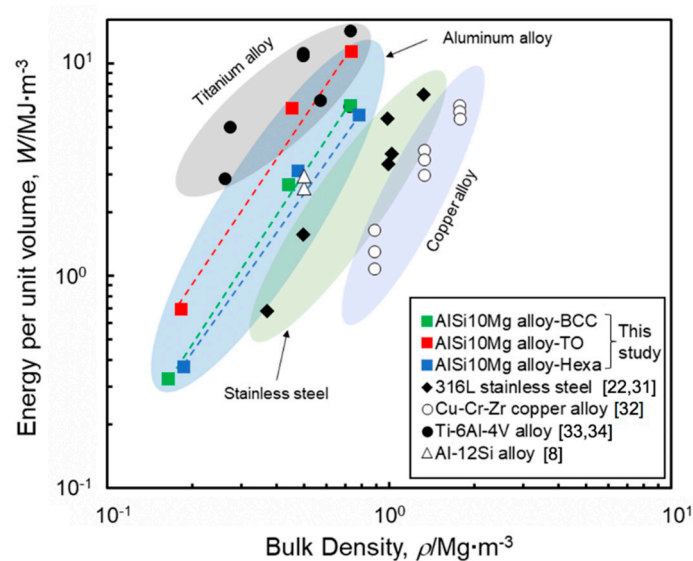 Energy per unit volume, W/MJ·m-3
10¹
10⁰
10-1
10-1
10⁰
10¹
Bulk Density, ρ/Mg·m-3
Titanium alloy
Aluminum alloy
Copper alloy
Stainless steel
AlSi10Mg alloy-BCC
AlSi10Mg alloy-TO
AlSi10Mg alloy-Hexa
This
study
316L stainless steel [22,31]
Cu-Cr-Zr copper alloy [32]
Ti-6Al-4V alloy [33,34]
Al-12Si alloy [8]